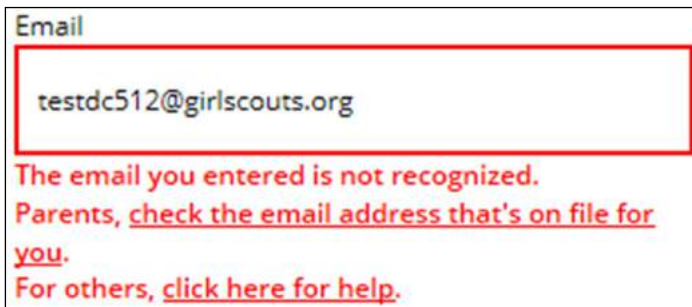 Email
testdc512@girlscouts.org
The email you entered is not recognized.
Parents, check the email address that's on file for
you.
For others, click here for help.